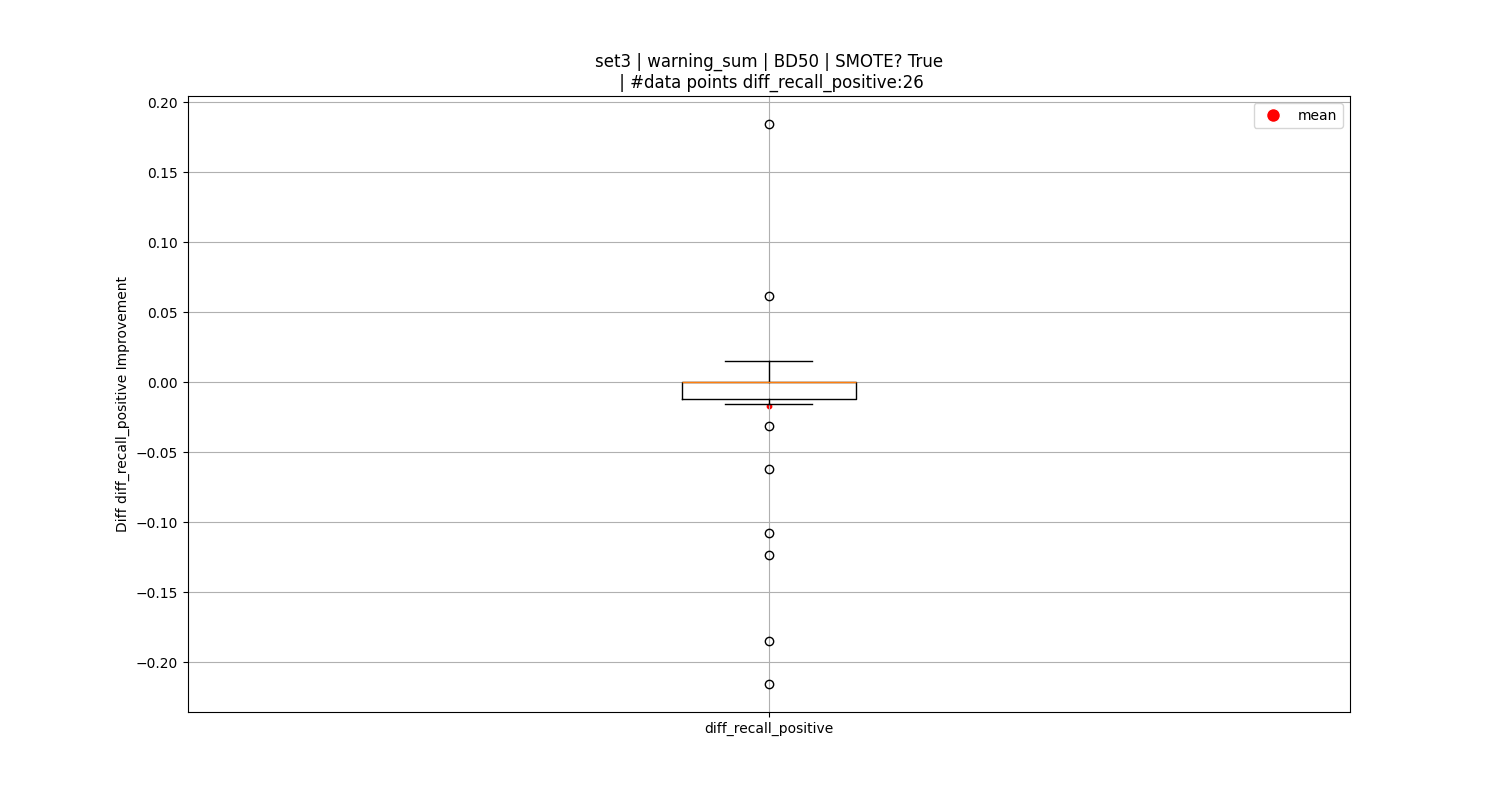 set3 | warning_sum | BD50 | SMOTE? True
| #data points diff_recall_positive:26
mean
0.20
0.15
0.10
0.05
0.00
−0.05
−0.10
−0.15
−0.20
Diff diff_recall_positive Improvement
diff_recall_positive